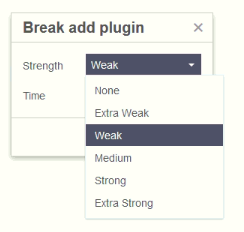 Break add plugin ×
Strength Weak
Time
None
Extra Weak
Weak
Medium
Strong
Extra Strong